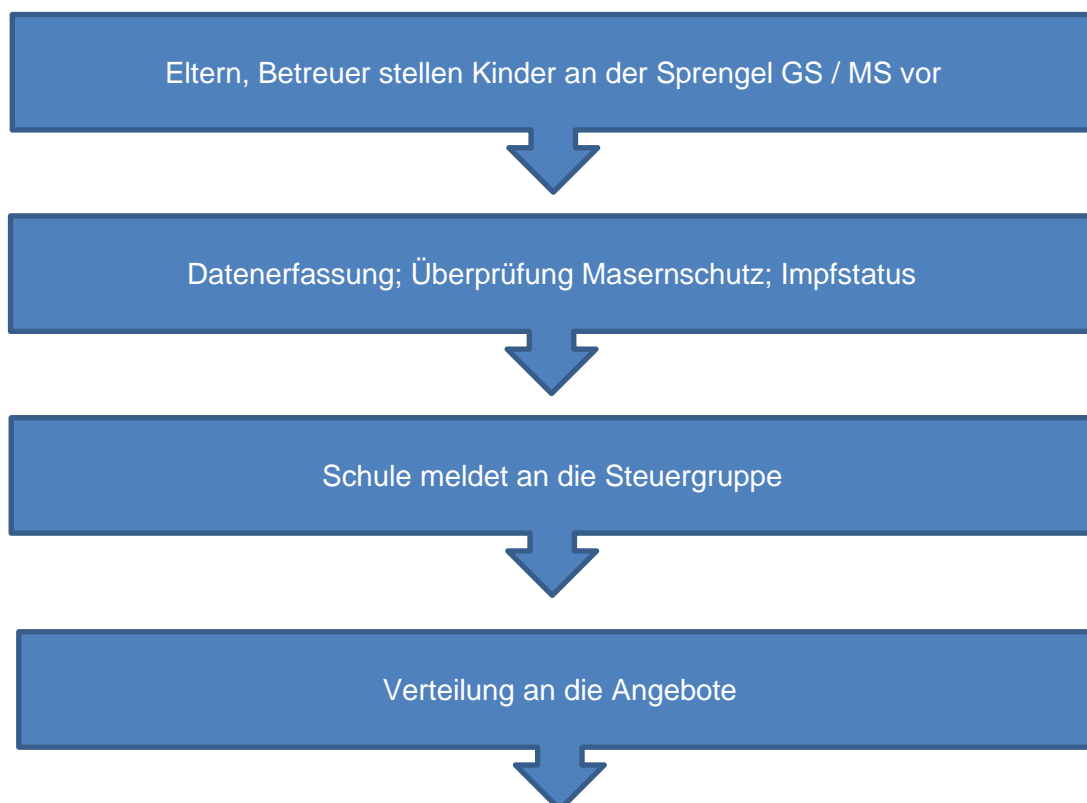 Eltern, Betreuer stellen Kinder an der Sprengel GS / MS vor
Datenerfassung; Überprüfung Masernschutz; Impfstatus
Schule meldet an die Steuergruppe
Verteilung an die Angebote